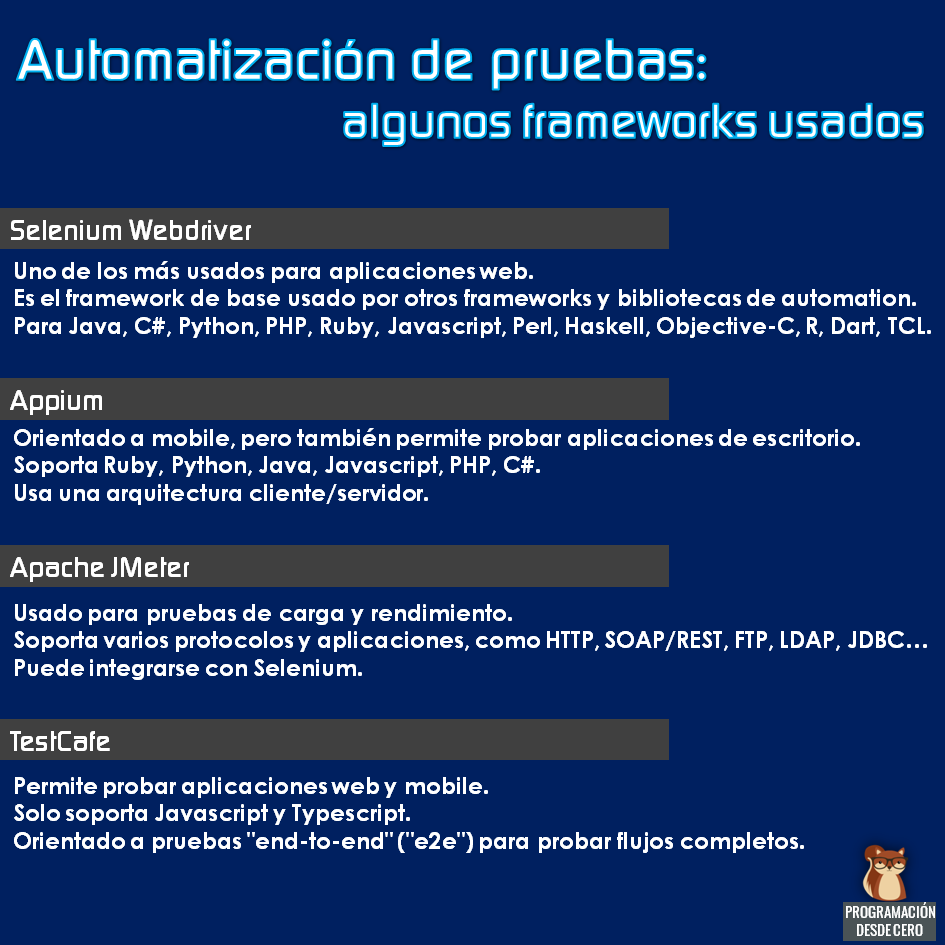 Automatización de pruebas:
algunos frameworks usados
Selenium Webdriver
Uno de los más usados para aplicaciones web.
Es el framework de base usado por otros frameworks y bibliotecas de automation.
Para Java, C#, Python, PHP, Ruby, Javascript, Perl, Haskell, Objective-C, R, Dart, TCL.
Appium
Orientado a mobile, pero también permite probar aplicaciones de escritorio.
Soporta Ruby, Python, Java, Javascript, PHP, C#.
Usa una arquitectura cliente/servidor.
Apache JMeter
Usado para pruebas de carga y rendimiento.
Soporta varios protocolos y aplicaciones, como HTTP, SOAP/REST, FTP, LDAP, JDBC...
Puede integrarse con Selenium.
TestCafe
Permite probar aplicaciones web y mobile.
Solo soporta Javascript y Typescript.
Orientado a pruebas "end-to-end" ("e2e") para probar flujos completos.
PROGRAMACIÓN
DESDE CERO